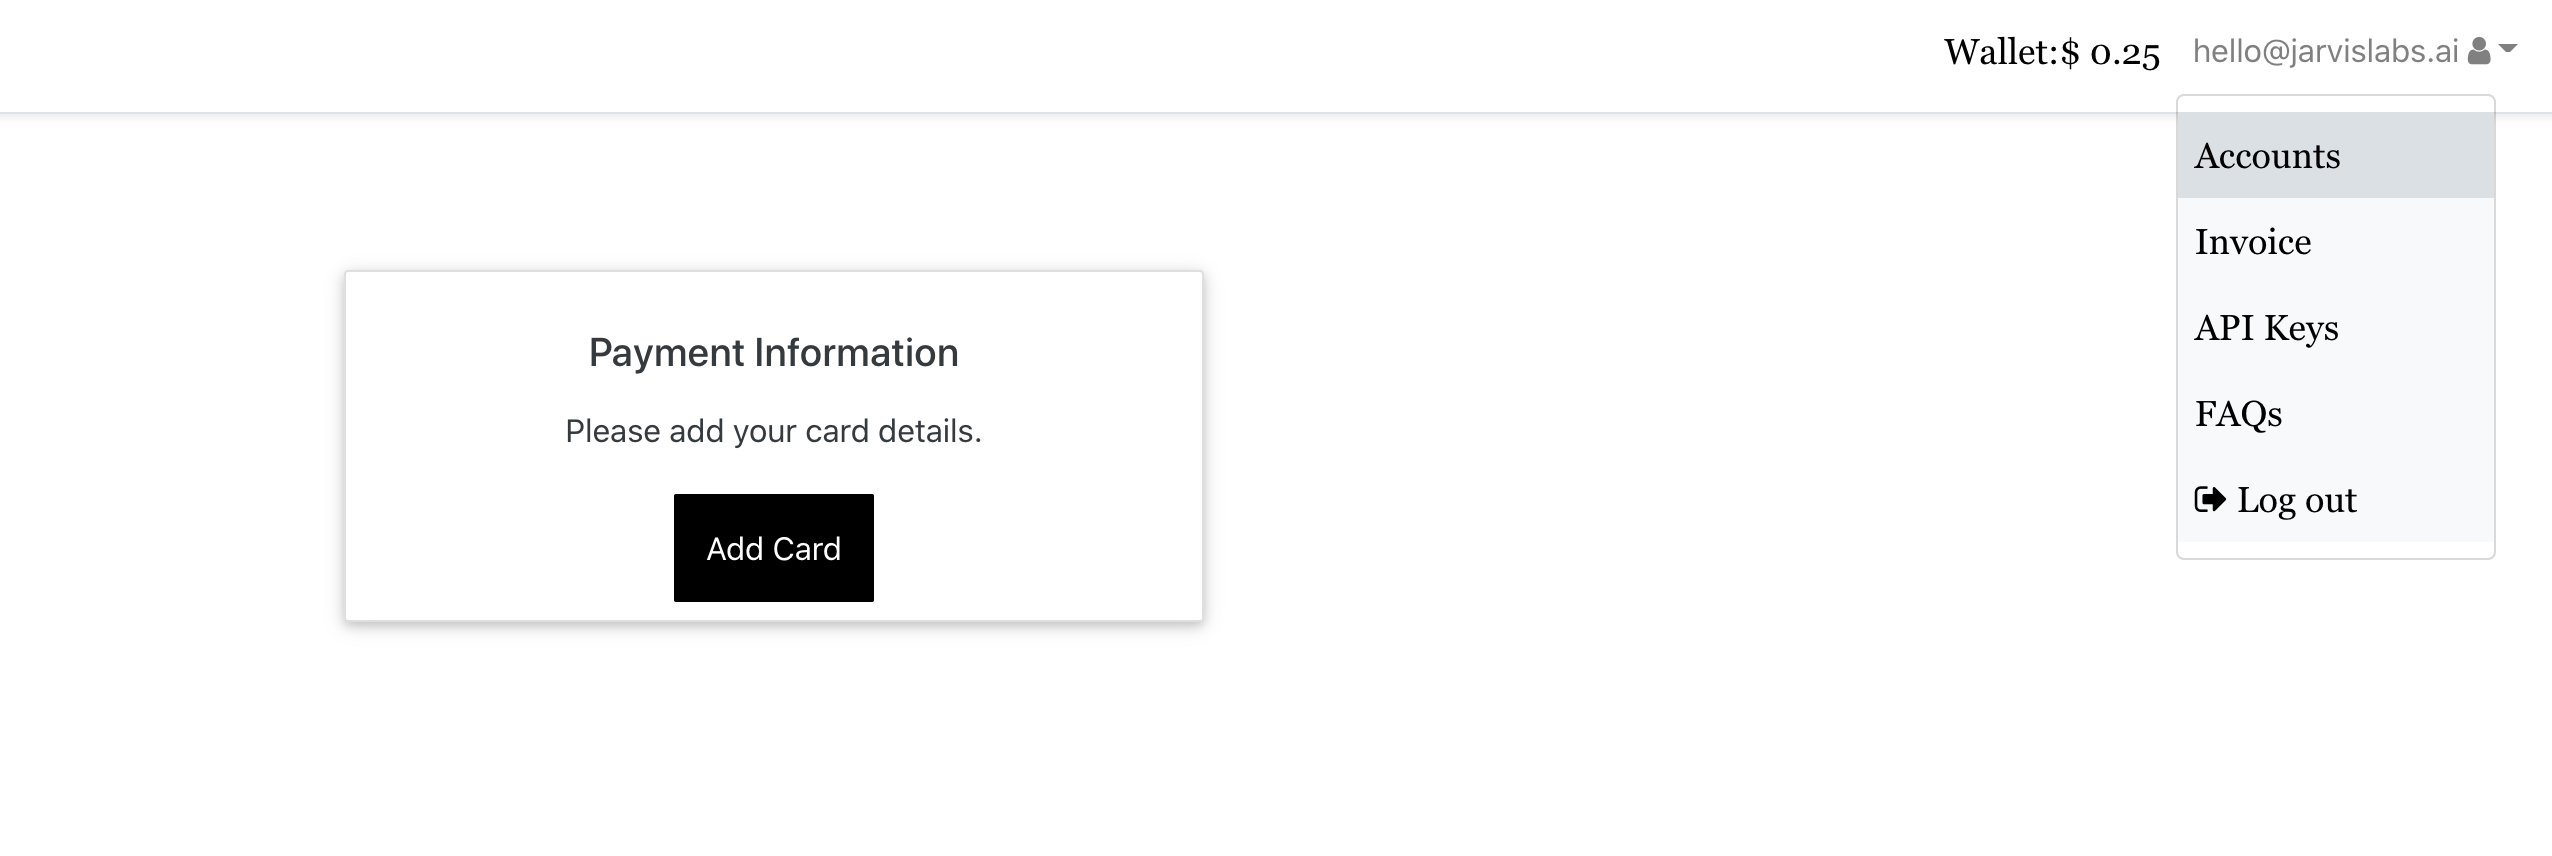 Wallet:$ 0.25 hello@jarvislabs.ai
Accounts
Invoice
API Keys
FAQs
Log out
Payment Information
Please add your card details.
Add Card